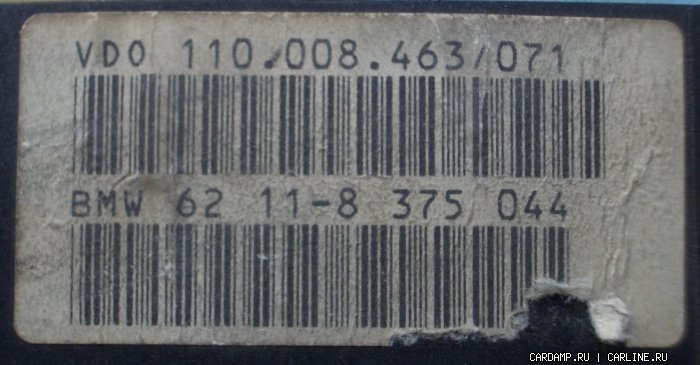 VDO 110.008.463/071
BMW 62 11-8 375 044
CARDAMP.RU | CARLINE.RU